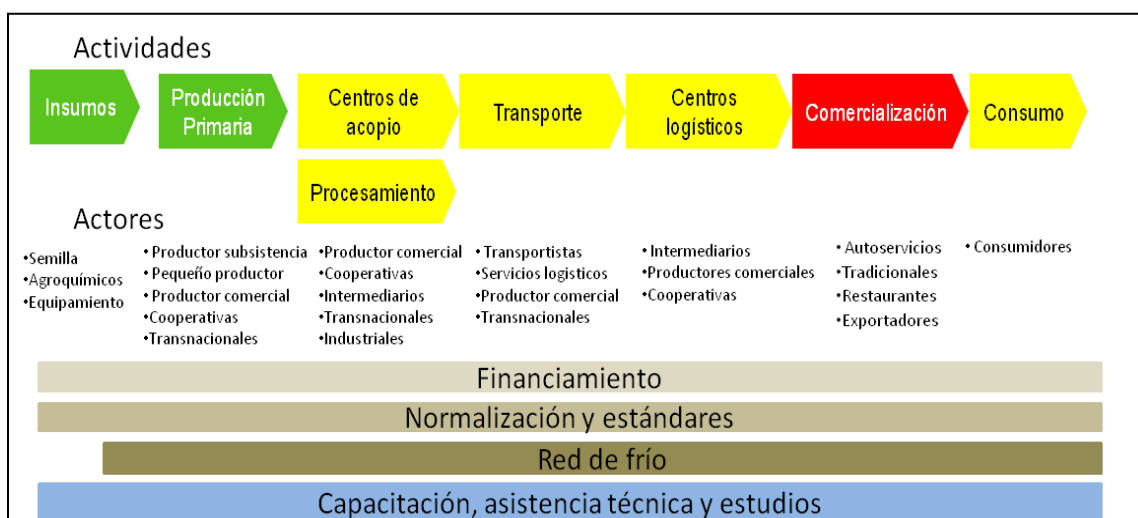 Actividades
Insumos
Producción
Primaria
Centros de
acopio
Transporte
Centros
logísticos
Comercialización
Consumo
Procesamiento
Actores
•Semilla
•Agroquímicos
•Equipamiento
• Productor subsistencia
• Pequeño productor
• Productor comercial
• Cooperativas
•Transnacionales
•Productor comercial
•Cooperativas
•Intermediarios
•Transnacionales
•Industriales
• Transportistas
•Servicios logisticos
•Productor comercial
•Transnacionales
• Intermediarios
•Productores comerciales
•Cooperativas
• Autoservicios
•Tradicionales
•Restaurantes
•Exportadores
• Consumidores
Financiamiento
Normalización y estándares
Red de frío
Capacitación, asistencia técnica y estudios